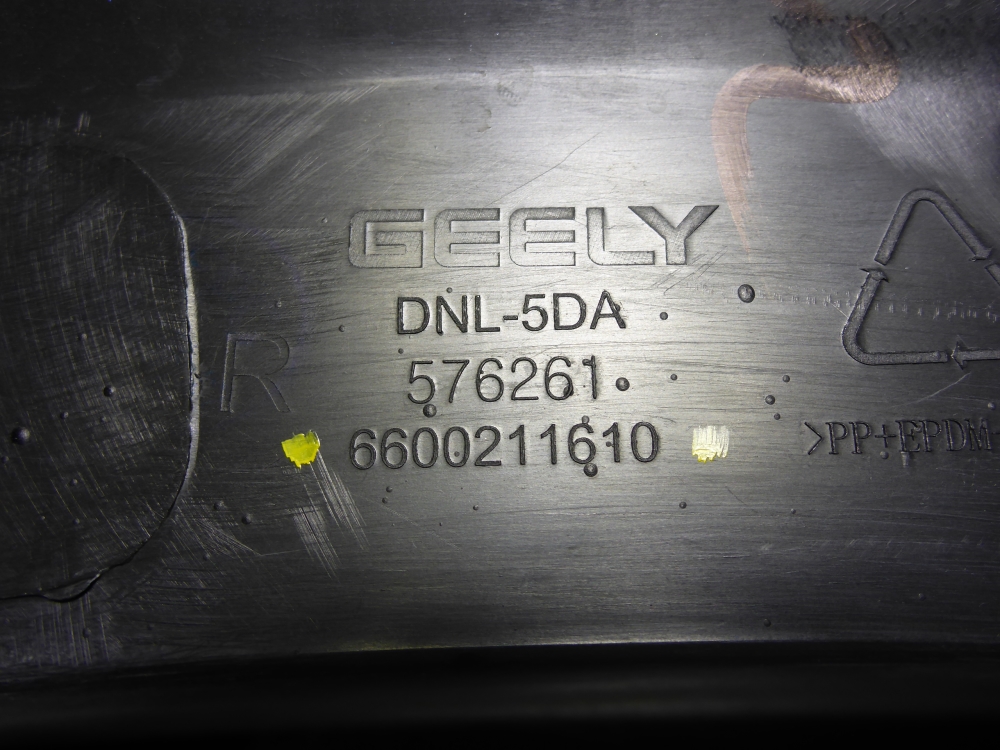 GEELY
DNL-5DA
576261
R
6600211610
>PP+EPDM